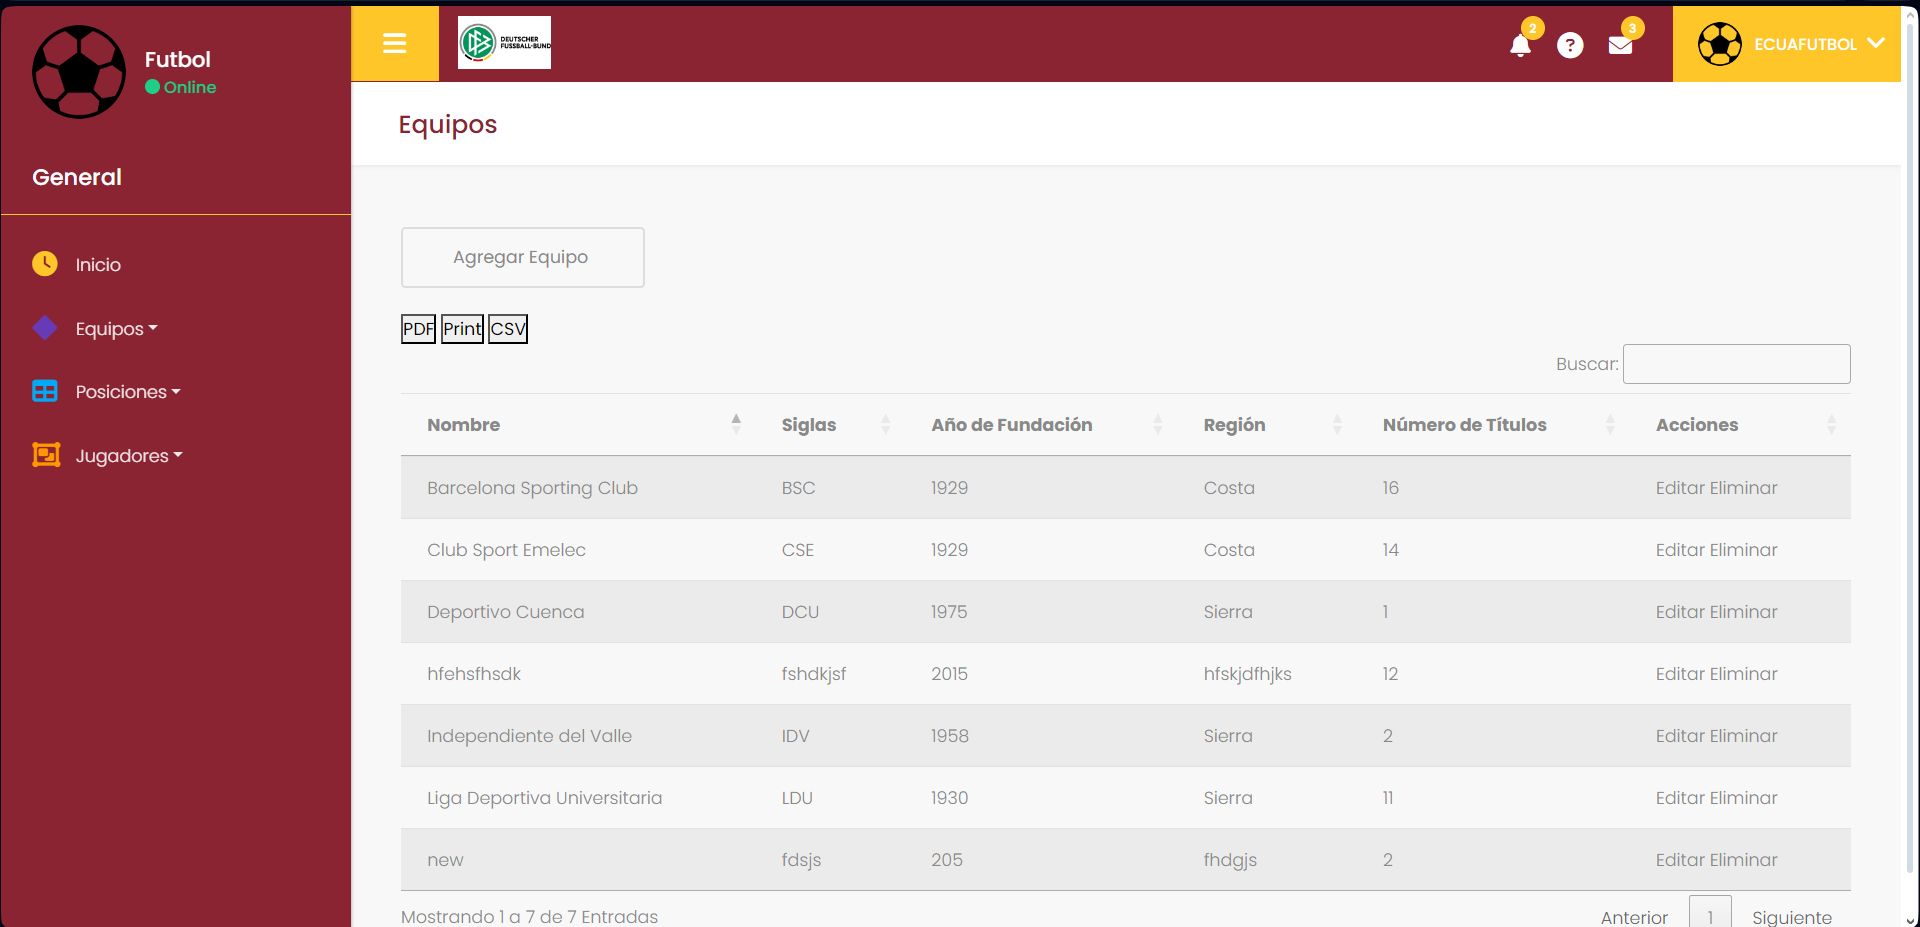 Futbol
Online
General
Inicio
Equipos
Posiciones
Jugadores
DEUTSCHER
FUSSBALL-BUND
2
?
3
ECUAFUTBOL
Equipos
Agregar Equipo
PDF Print CSV
Buscar:
Nombre Siglas Año de Fundación Región Número de Títulos Acciones
Barcelona Sporting Club BSC 1929 Costa 16 Editar Eliminar
Club Sport Emelec CSE 1929 Costa 14 Editar Eliminar
Deportivo Cuenca DCU 1975 Sierra 1 Editar Eliminar
hfehsfhsdk fshdkjsf 2015 hfskjdfhjks 12 Editar Eliminar
Independiente del Valle IDV 1958 Sierra 2 Editar Eliminar
Liga Deportiva Universitaria LDU 1930 Sierra 11 Editar Eliminar
new fdsjs 205 fhdgjs 2 Editar Eliminar
Mostrando 1 a 7 de 7 Entradas
Anterior 1 Siguiente